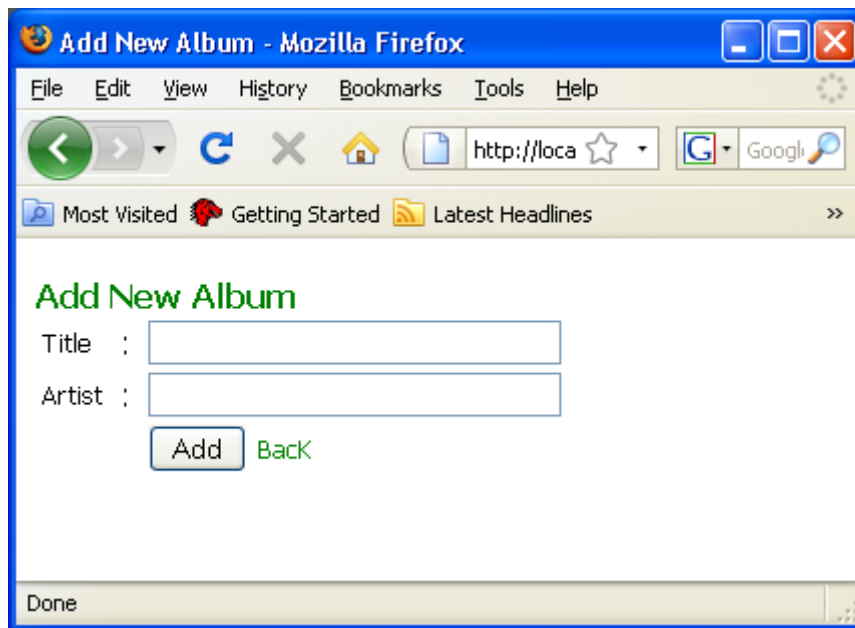 Add New Album - Mozilla Firefox
File Edit View History Bookmarks Tools Help
http://loca G Googl
Most Visited Getting Started Latest Headlines »
Add New Album
Title :
Artist :
Add BacK
Done